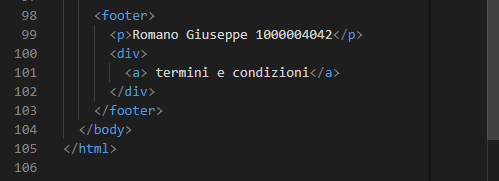 98 <footer>
99 <p>Romano Giuseppe 1000004042</p>
100 <div>
101 <a> termini e condizioni</a>
102 </div>
103 </footer>
104 </body>
105 </html>
106